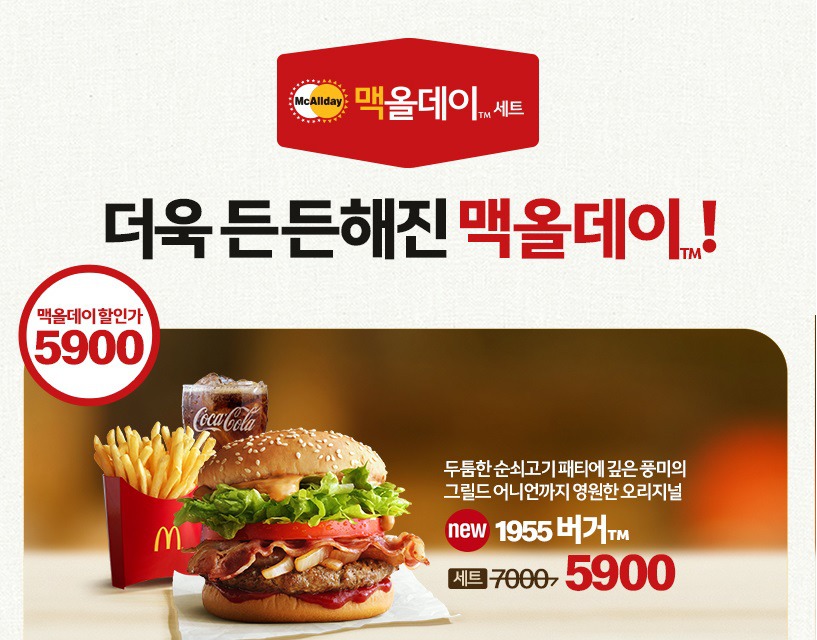 McAllday 맥올데이TM 세트
더욱 든든해진 맥올데이TM!
맥올데이 할인가
5900
Coca-Cola
두툼한 순쇠고기 패티에 깊은 풍미의
그릴드 어니언까지 영원한 오리지널
new 1955 버거TM
세트 7000 5900